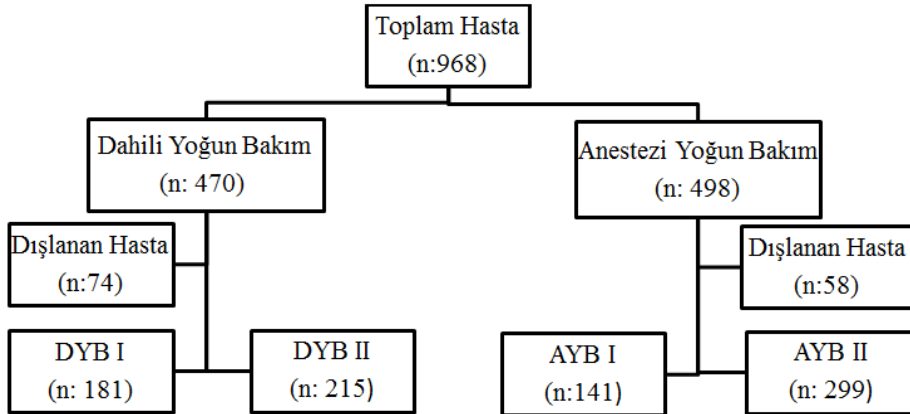 Toplam Hasta
(n:968)
Dahili Yoğun Bakım
(n: 470)
Anestezi Yoğun Bakım
(n: 498)
Dışlanan Hasta
(n:74)
Dışlanan Hasta
(n:58)
DYB I
(n: 181)
DYB II
(n: 215)
AYB I
(n:141)
AYB II
(n: 299)